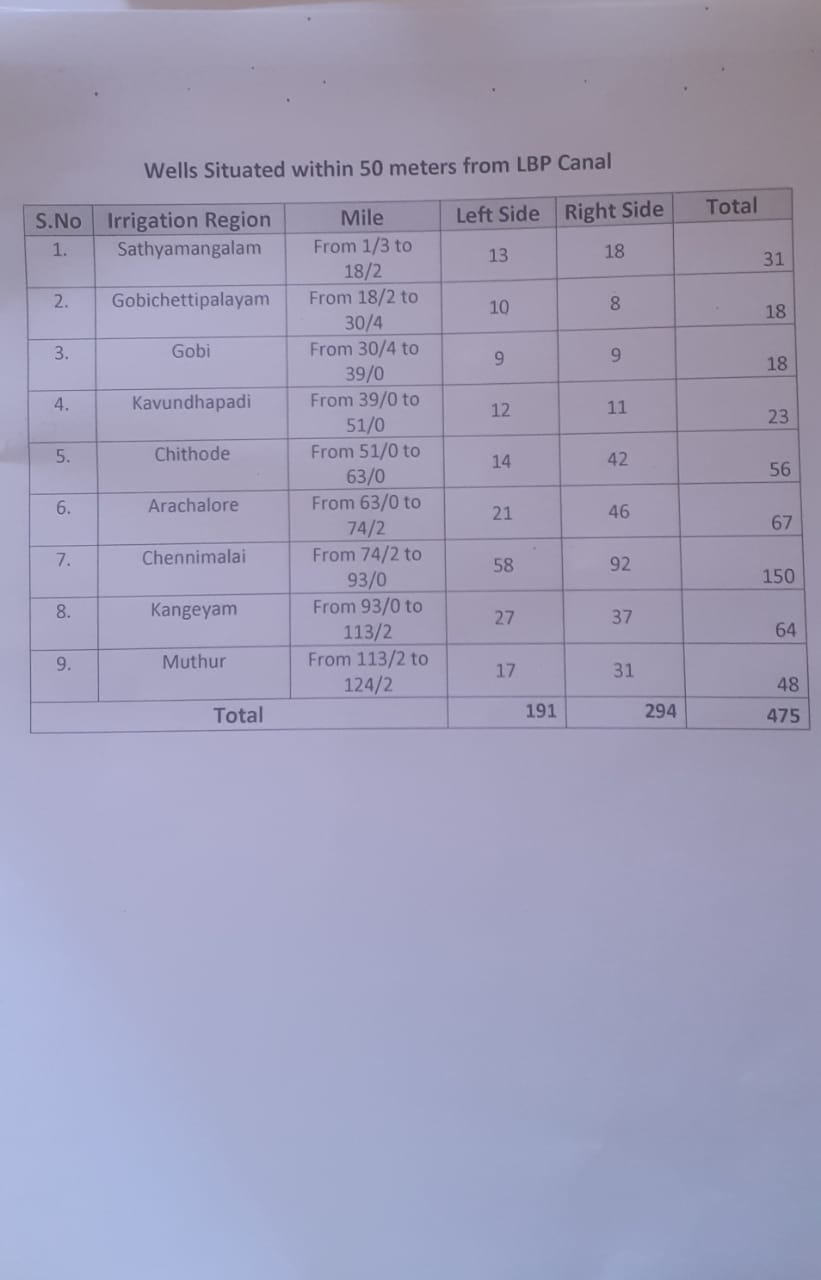 Wells Situated within 50 meters from LBP Canal
S.No Irrigation Region Mile Left Side Right Side Total
1. Sathyamangalam From 1/3 to 18/2 13 18 31
2. Gobichettipalayam From 18/2 to 30/4 10 8 18
3. Gobi From 30/4 to 39/0 9 9 18
4. Kavundhapadi From 39/0 to 51/0 12 11 23
5. Chithode From 51/0 to 63/0 14 42 56
6. Arachalore From 63/0 to 74/2 21 46 67
7. Chennimalai From 74/2 to 93/0 58 92 150
8. Kangeyam From 93/0 to 113/2 27 37 64
9. Muthur From 113/2 to 124/2 17 31 48
Total 191 294 475